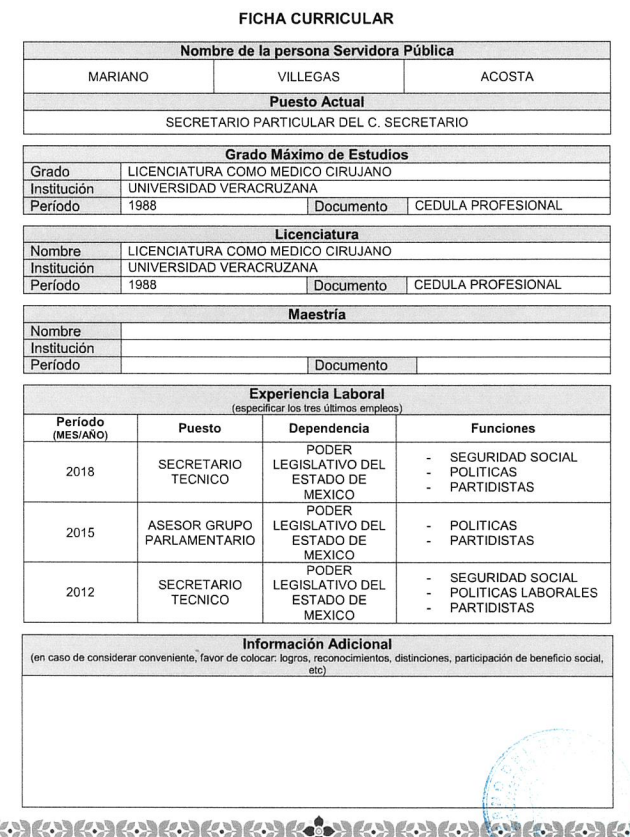 FICHA CURRICULAR
Nombre de la persona Servidora Pública
MARIANO VILLEGAS ACOSTA
Puesto Actual
SECRETARIO PARTICULAR DEL C. SECRETARIO
Grado Máximo de Estudios
Grado LICENCIATURA COMO MEDICO CIRUJANO
Institución UNIVERSIDAD VERACRUZANA
Período 1988 Documento CEDULA PROFESIONAL
Licenciatura
Nombre LICENCIATURA COMO MEDICO CIRUJANO
Institución UNIVERSIDAD VERACRUZANA
Período 1988 Documento CEDULA PROFESIONAL
Maestría
Nombre
Institución
Período Documento
Experiencia Laboral
(especificar los tres últimos empleos)
Período
(MES/AÑO)
Puesto
Dependencia
Funciones
2018
SECRETARIO
TECNICO
PODER
LEGISLATIVO DEL
ESTADO DE
MEXICO
- SEGURIDAD SOCIAL
- POLITICAS
- PARTIDISTAS
2015
ASESOR GRUPO
PARLAMENTARIO
PODER
LEGISLATIVO DEL
ESTADO DE
MEXICO
- POLITICAS
- PARTIDISTAS
2012
SECRETARIO
TECNICO
PODER
LEGISLATIVO DEL
ESTADO DE
MEXICO
- SEGURIDAD SOCIAL
- POLITICAS LABORALES
- PARTIDISTAS
Información Adicional
(en caso de considerar conveniente, favor de colocar: logros, reconocimientos, distinciones, participación de beneficio social,
etc)